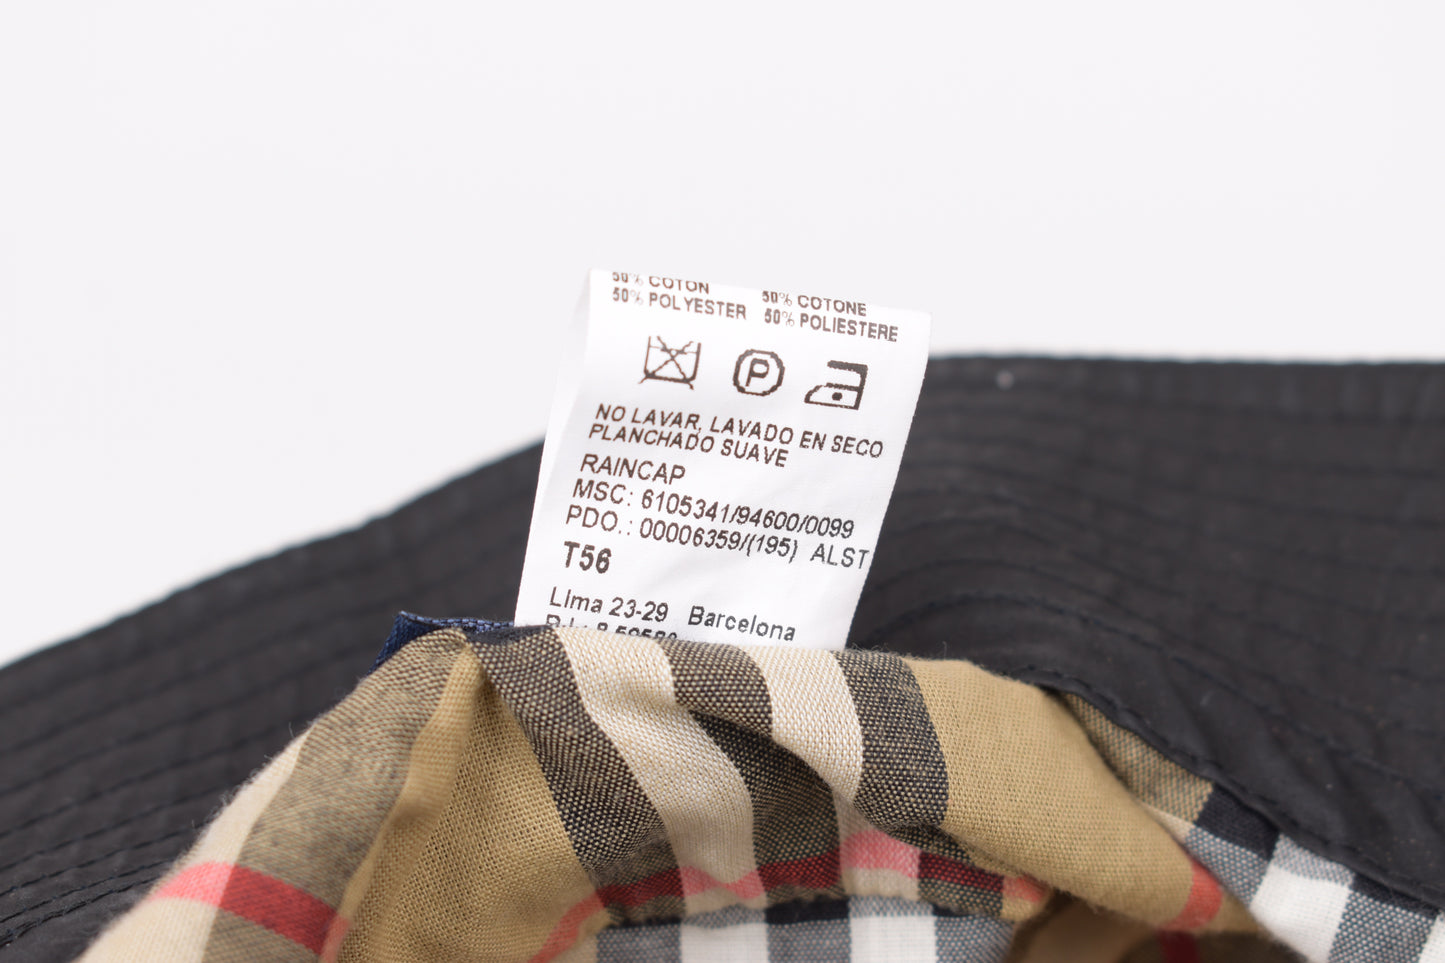 50% COTON 50% COTONE
50% POLYESTER 50% POLIESTERE
P
NO LAVAR, LAVADO EN SECO
PLANCHADO SUAVE
RAINCAP
MSC: 6105341/94600/0099
PDO.: 00006359/(195) ALST
T56
Lima 23-29 Barcelona